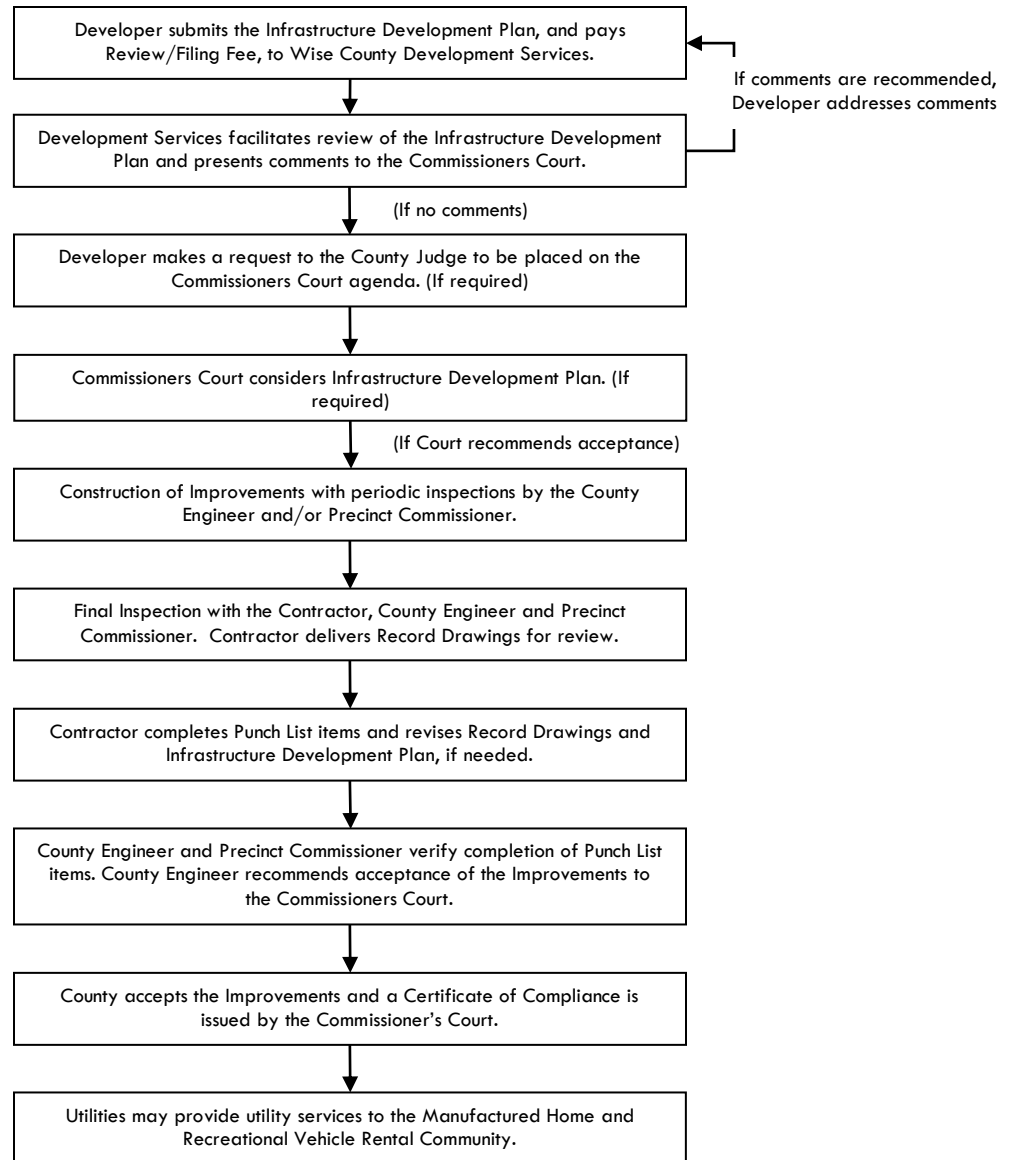 Developer submits the Infrastructure Development Plan, and pays
Review/Filing Fee, to Wise County Development Services.
If comments are recommended,
Developer addresses comments
Development Services facilitates review of the Infrastructure Development
Plan and presents comments to the Commissioners Court.
(If no comments)
Developer makes a request to the County Judge to be placed on the
Commissioners Court agenda. (If required)
Commissioners Court considers Infrastructure Development Plan. (If
required)
(If Court recommends acceptance)
Construction of Improvements with periodic inspections by the County
Engineer and/or Precinct Commissioner.
Final Inspection with the Contractor, County Engineer and Precinct
Commissioner.  Contractor delivers Record Drawings for review.
Contractor completes Punch List items and revises Record Drawings and
Infrastructure Development Plan, if needed.
County Engineer and Precinct Commissioner verify completion of Punch List
items. County Engineer recommends acceptance of the Improvements to
the Commissioners Court.
County accepts the Improvements and a Certificate of Compliance is
issued by the Commissioner's Court.
Utilities may provide utility services to the Manufactured Home and
Recreational Vehicle Rental Community.